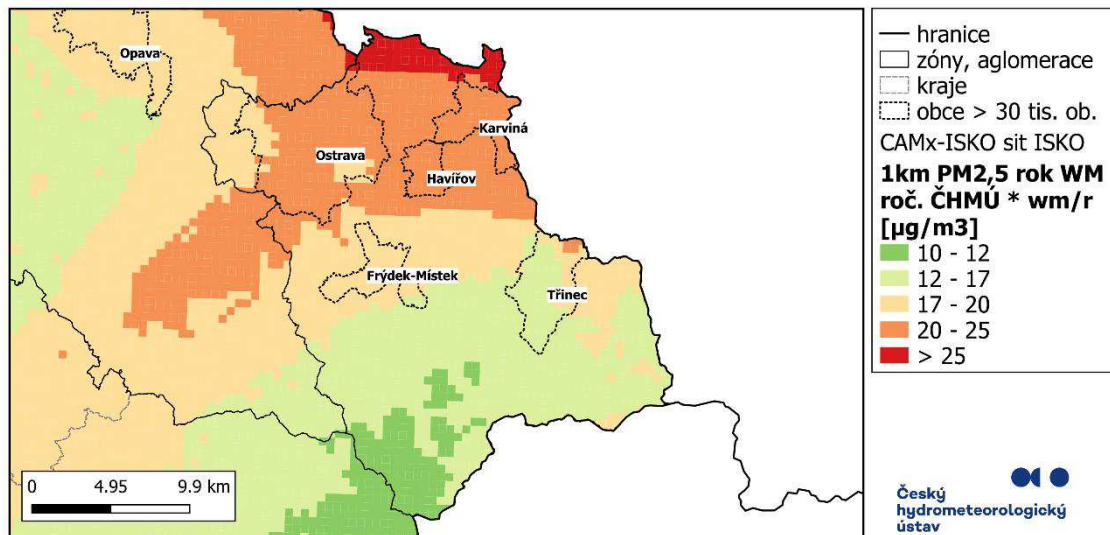 Opava
Karviná
Ostrava
Havířov
Frýdek-Místek
Třinec
0 4.95 9.9 km
hranice
zóny, aglomerace
kraje
obce > 30 tis. ob.
CAMx-ISKO sit ISKO
1km PM2,5 rok WM
roč. ČHMÚ * wm/r
[µg/m3]
10 - 12
12 - 17
17 - 20
20 - 25
> 25
Český
hydrometeorologický
ústav